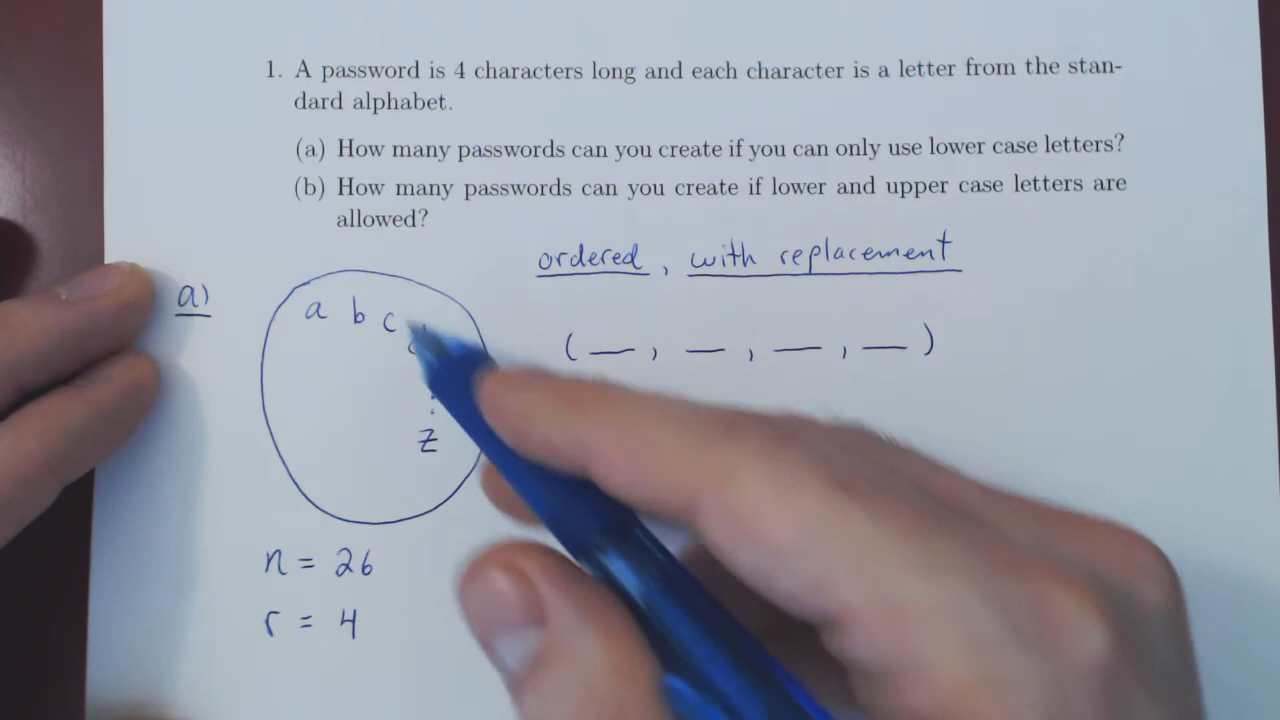 1. A password is 4 characters long and each character is a letter from the stan-
dard alphabet.
(a) How many passwords can you create if you can only use lower case letters?
(b) How many passwords can you create if lower and upper case letters are
allowed?
ordered, with replacement
a)
a b c
z
( __ , __ , __ , __ )
n = 26
r = 4